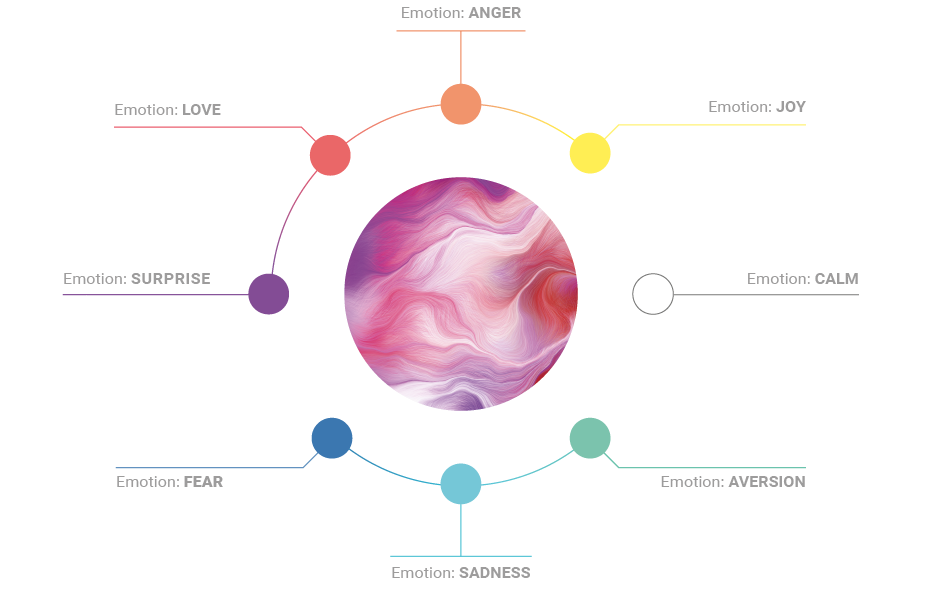 Emotion: ANGER
Emotion: LOVE
Emotion: JOY
Emotion: SURPRISE
Emotion: CALM
Emotion: FEAR
Emotion: AVERSION
Emotion: SADNESS